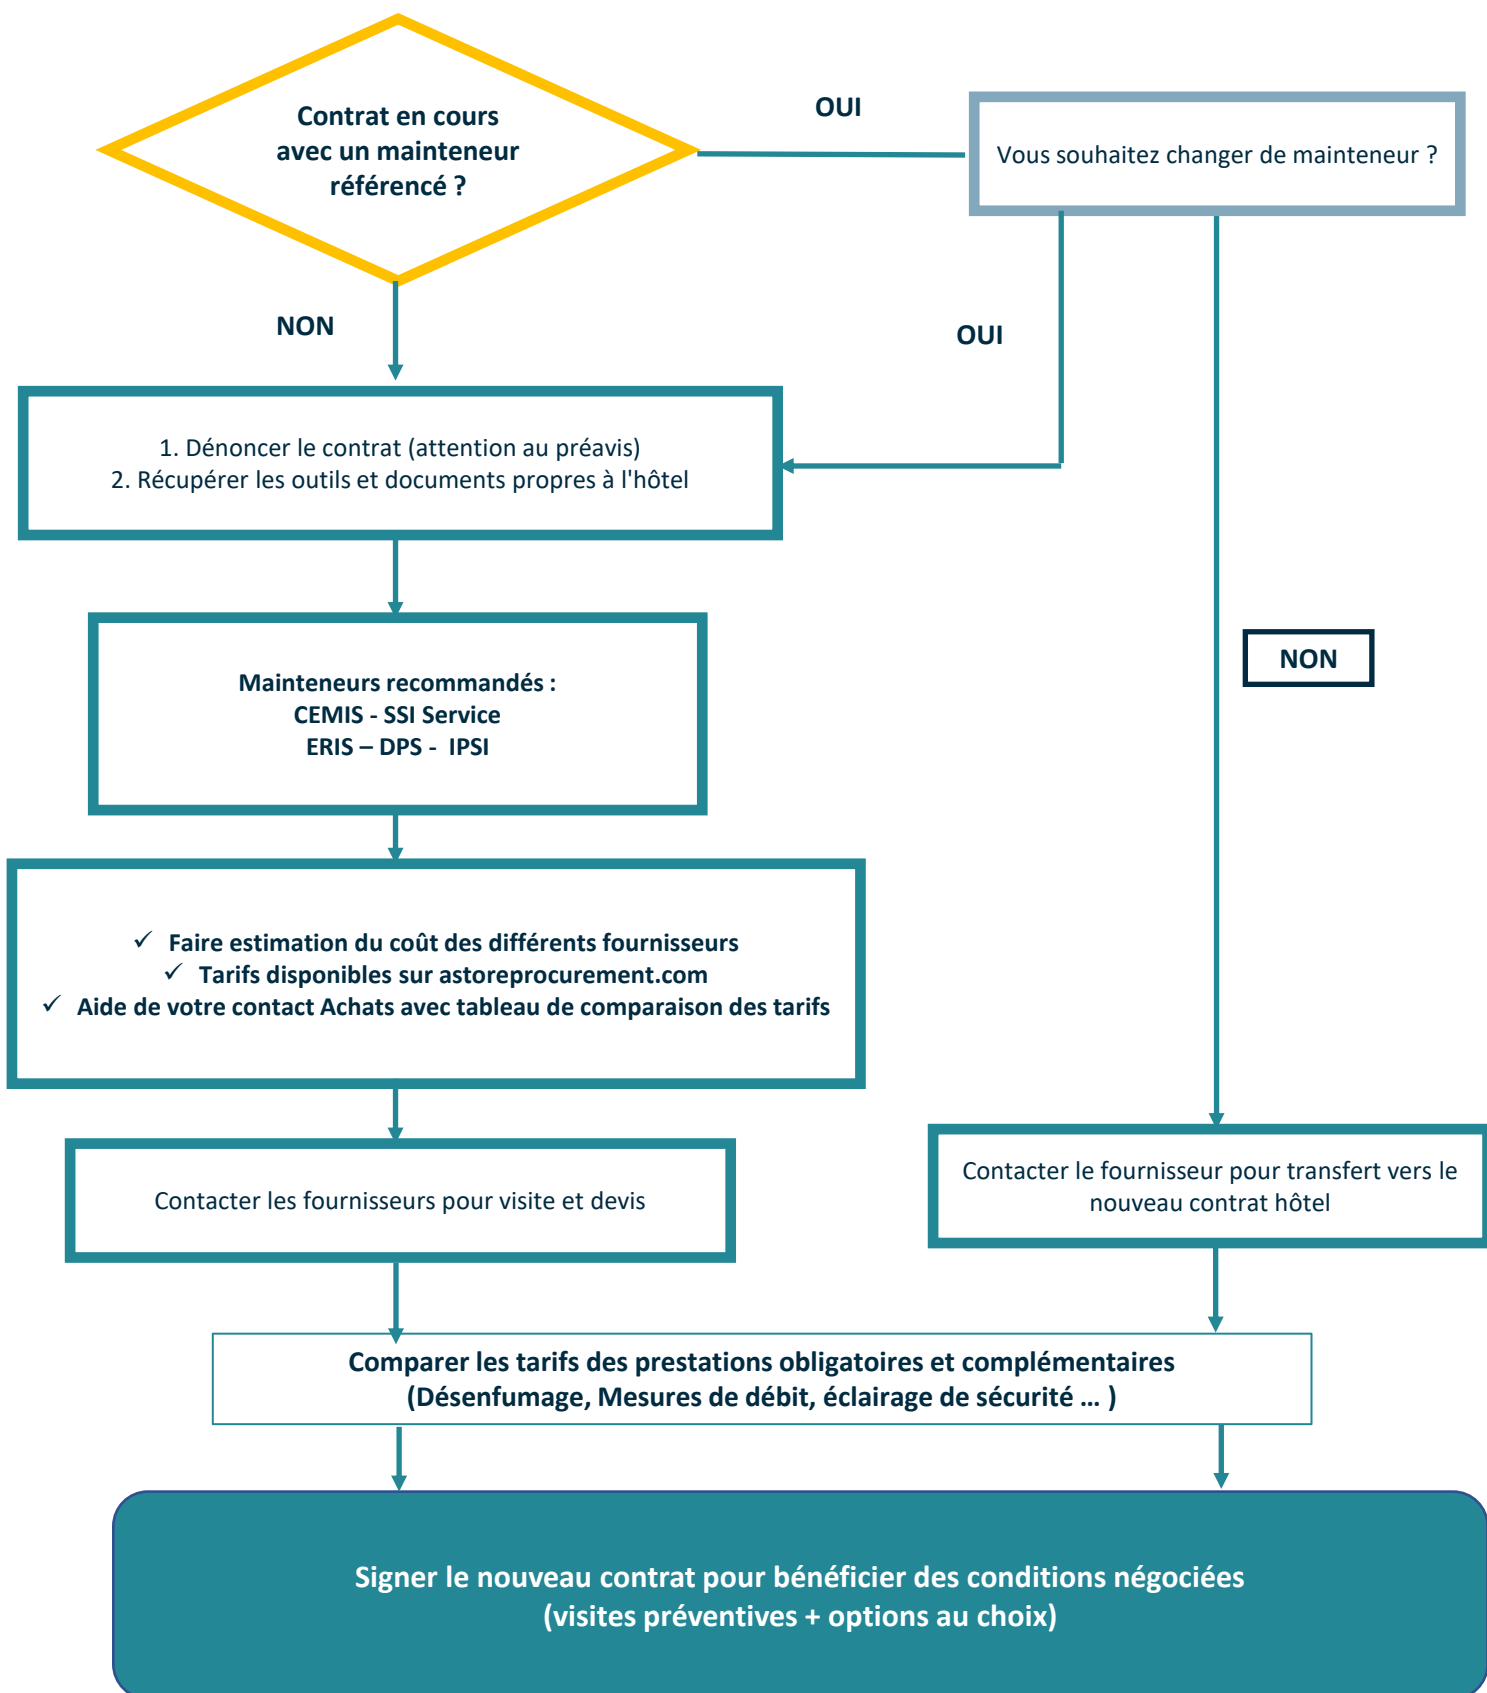 Contrat en cours
avec un mainteneur
référencé ?
OUI
Vous souhaitez changer de mainteneur ?
NON
OUI
1. Dénoncer le contrat (attention au préavis)
2. Récupérer les outils et documents propres à l'hôtel
NON
Mainteneurs recommandés :
CEMIS - SSI Service
ERIS – DPS - IPSI
✓ Faire estimation du coût des différents fournisseurs
✓ Tarifs disponibles sur astoreprocurement.com
✓ Aide de votre contact Achats avec tableau de comparaison des tarifs
Contacter les fournisseurs pour visite et devis
Contacter le fournisseur pour transfert vers le
nouveau contrat hôtel
Comparer les tarifs des prestations obligatoires et complémentaires
(Désenfumage, Mesures de débit, éclairage de sécurité ... )
Signer le nouveau contrat pour bénéficier des conditions négociées
(visites préventives + options au choix)